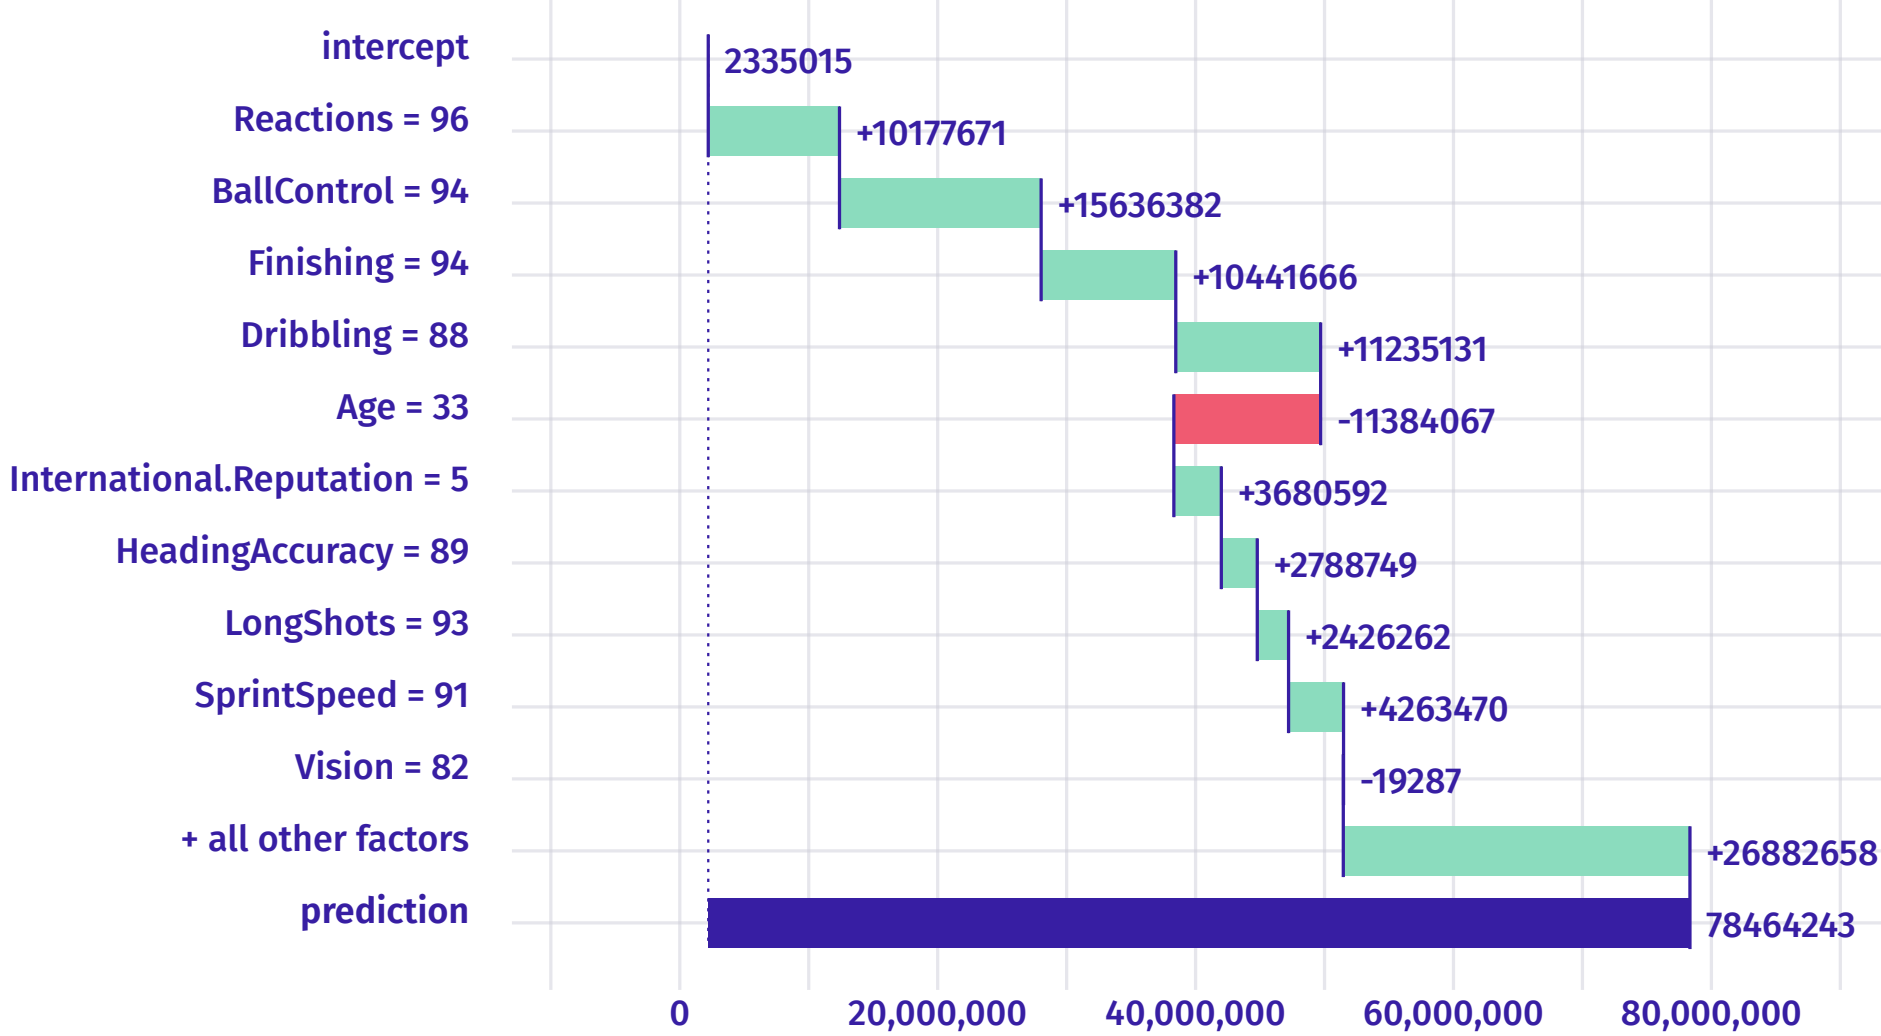 intercept 2335015
Reactions = 96 +10177671
BallControl = 94 +15636382
Finishing = 94 +10441666
Dribbling = 88 +11235131
Age = 33 -11384067
International.Reputation = 5 +3680592
HeadingAccuracy = 89 +2788749
LongShots = 93 +2426262
SprintSpeed = 91 +4263470
Vision = 82 -19287
+ all other factors +26882658
prediction 78464243
0 20,000,000 40,000,000 60,000,000 80,000,000